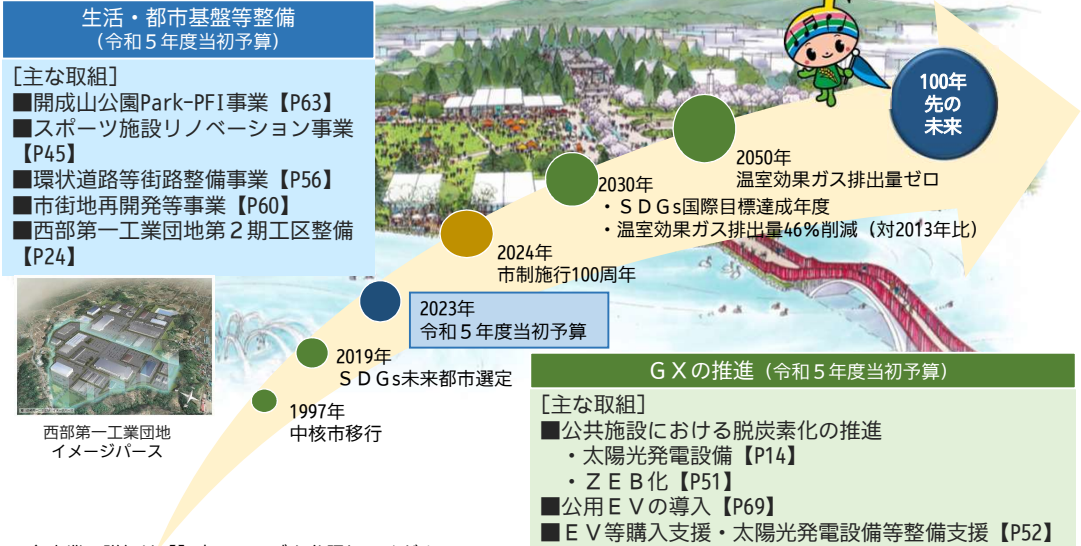 生活・都市基盤等整備
（令和５年度当初予算）
［主な取組］
■開成山公園Park-PFI事業【P63】
■スポーツ施設リノベーション事業
【P45】
■環状道路等街路整備事業【P56】
■市街地再開発等事業【P60】
■西部第一工業団地第２期工区整備
【P24】
西部第一工業団地
イメージパース
100年
先の
未来
2050年
温室効果ガス排出量ゼロ
2030年
・ＳＤＧs国際目標達成年度
・温室効果ガス排出量46%削減（対2013年比）
2024年
市制施行100周年
2023年
令和５年度当初予算
2019年
ＳＤＧs未来都市選定
1997年
中核市移行
ＧＸの推進（令和５年度当初予算）
［主な取組］
■公共施設における脱炭素化の推進
・太陽光発電設備【P14】
・ＺＥＢ化【P51】
■公用ＥＶの導入【P69】
■ＥＶ等購入支援・太陽光発電設備等整備支援【P52】